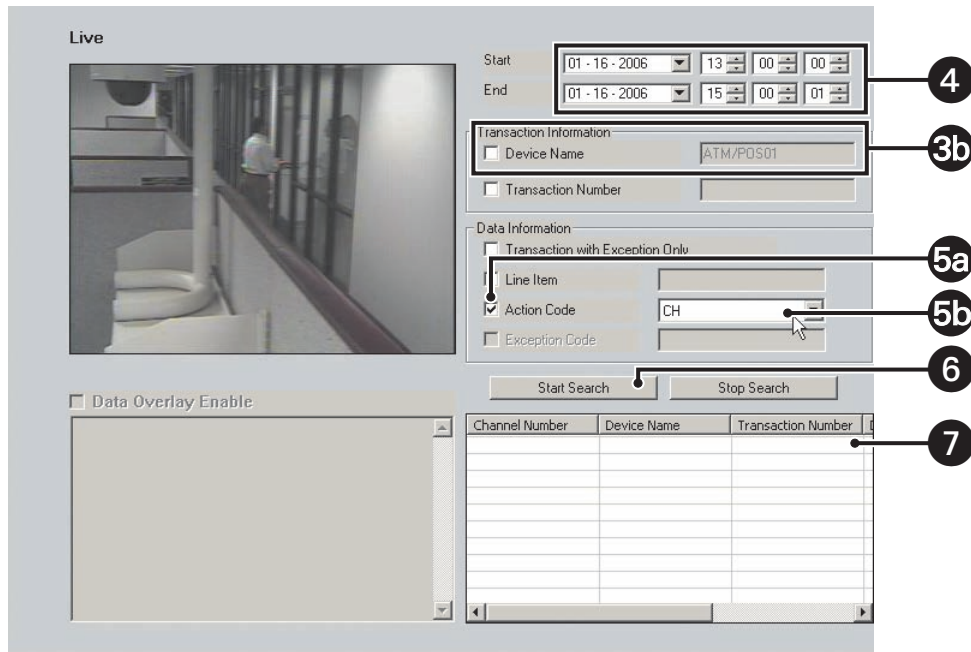 Live
Start 01 - 16 - 2006 13 00 00
End 01 - 16 - 2006 15 00 01
4
Transaction Information
Device Name ATM/POS01
3b
Transaction Number
Data Information
Transaction with Exception Only
5a
Line Item
Action Code CH
5b
Exception Code
6
Start Search Stop Search
Data Overlay Enable
Channel Number Device Name Transaction Number
7